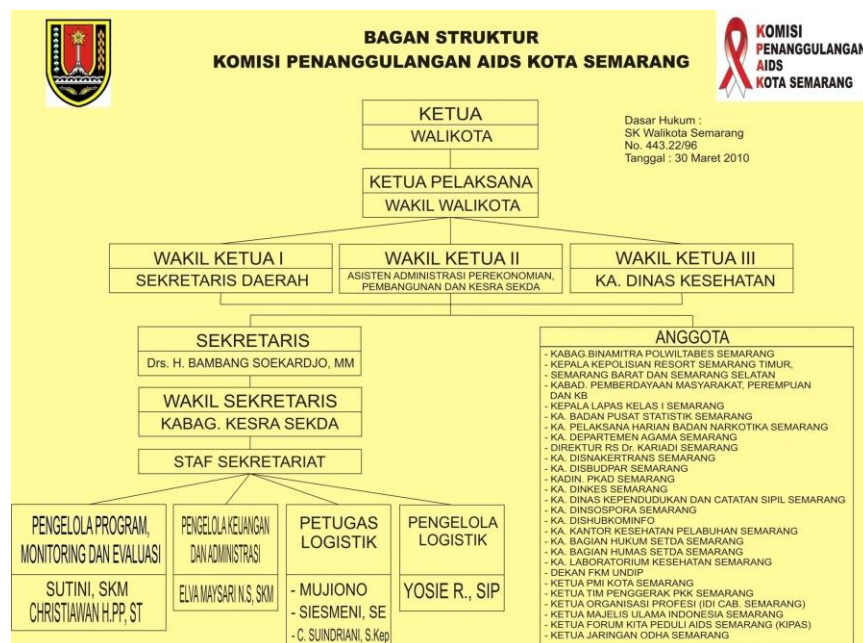 BAGAN STRUKTUR
KOMISI PENANGGULANGAN AIDS KOTA SEMARANG
KOMISI
PENANGGULANGAN
AIDS
KOTA SEMARANG
Dasar Hukum :
SK Walikota Semarang
No. 443.22/96
Tanggal : 30 Maret 2010
KETUA
WALIKOTA
KETUA PELAKSANA
WAKIL WALIKOTA
WAKIL KETUA I
SEKRETARIS DAERAH
WAKIL KETUA II
ASISTEN ADMINISTRASI PEREKONOMIAN,
PEMBANGUNAN DAN KESRA SEKDA
WAKIL KETUA III
KA. DINAS KESEHATAN
SEKRETARIS
Drs. H. BAMBANG SOEKARDJO, MM
WAKIL SEKRETARIS
KABAG. KESRA SEKDA
STAF SEKRETARIAT
PENGELOLA PROGRAM,
MONITORING DAN EVALUASI
SUTINI, SKM
CHRISTIAWAN H.PP, ST
PENGELOLA KEUANGAN
DAN ADMINISTRASI
ELVA MAYSARI N.S, SKM
PETUGAS
LOGISTIK
- MUJIONO
- SIESMENI, SE
- C. SUINDRIANI, S.Kep
PENGELOLA
LOGISTIK
YOSIE R., SIP
ANGGOTA
- KABAG.BINAMITRA POLWILTABES SEMARANG
- KEPALA KEPOLISIAN RESORT SEMARANG TIMUR,
- SEMARANG BARAT DAN SEMARANG SELATAN
- KABAD. PEMBERDAYAAN MASYARAKAT, PEREMPUAN
DAN KB
- KEPALA LAPAS KELAS I SEMARANG
- KA. BADAN PUSAT STATISTIK SEMARANG
- KA. PELAKSANA HARIAN BADAN NARKOTIKA SEMARANG
- KA. DEPARTEMEN AGAMA SEMARANG
- DIREKTUR RS Dr. KARIADI SEMARANG
- KA. DISNAKERTRANS SEMARANG
- KA. DISBUDPAR SEMARANG
- KADIN. PKAD SEMARANG
- KA. DINKES SEMARANG
- KA. DINAS KEPENDUDUKAN DAN CATATAN SIPIL SEMARANG
- KA. DINSOSPORA SEMARANG
- KA. DISHUBKOMINFO
- KA. KANTOR KESEHATAN PELABUHAN SEMARANG
- KA. BAGIAN HUKUM SETDA SEMARANG
- KA. BAGIAN HUMAS SETDA SEMARANG
- KA. LABORATORIUM KESEHATAN SEMARANG
- DEKAN FKM UNDIP
- KETUA PMI KOTA SEMARANG
- KETUA TIM PENGGERAK PKK SEMARANG
- KETUA ORGANISASI PROFESI (IDI CAB. SEMARANG)
- KETUA MAJELIS ULAMA INDONESIA SEMARANG
- KETUA FORUM KITA PEDULI AIDS SEMARANG (KIPAS)
- KETUA JARINGAN ODHA SEMARANG